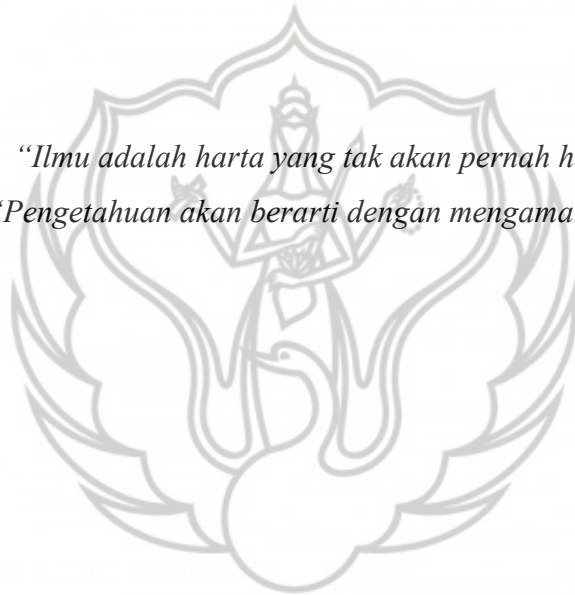 “Ilmu adalah harta yang tak akan pernah h
“Pengetahuan akan berarti dengan mengama